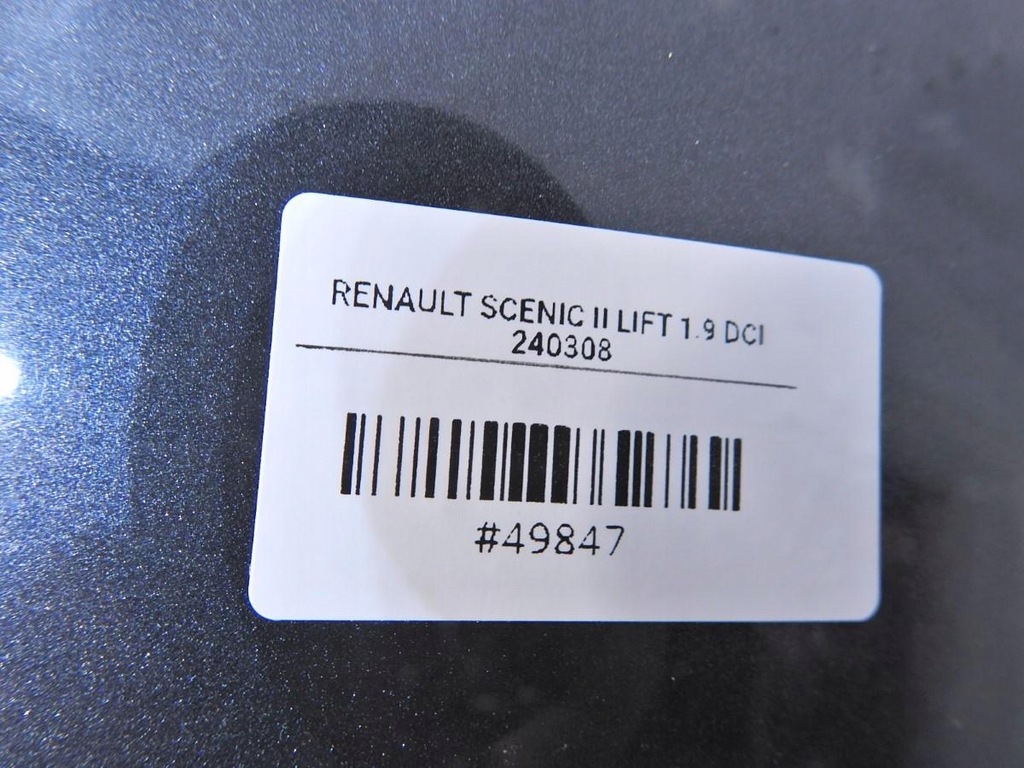 RENAULT SCENIC II LIFT 1.9 DCI
240308
#49847